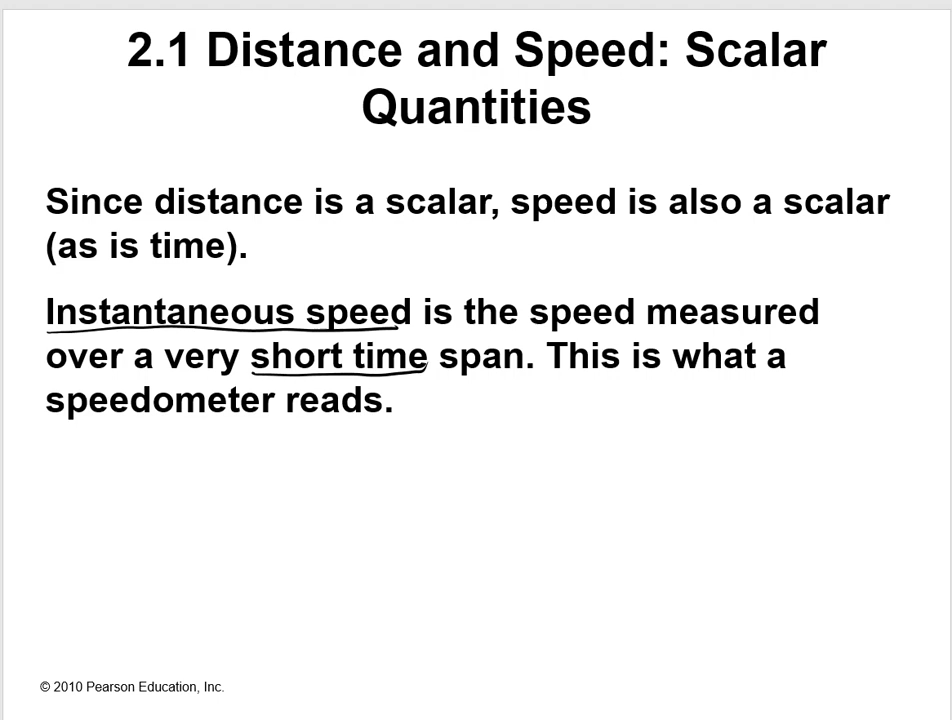 2.1 Distance and Speed: Scalar
Quantities
Since distance is a scalar, speed is also a scalar
(as is time).
Instantaneous speed is the speed measured
over a very short time span. This is what a
speedometer reads.
© 2010 Pearson Education, Inc.